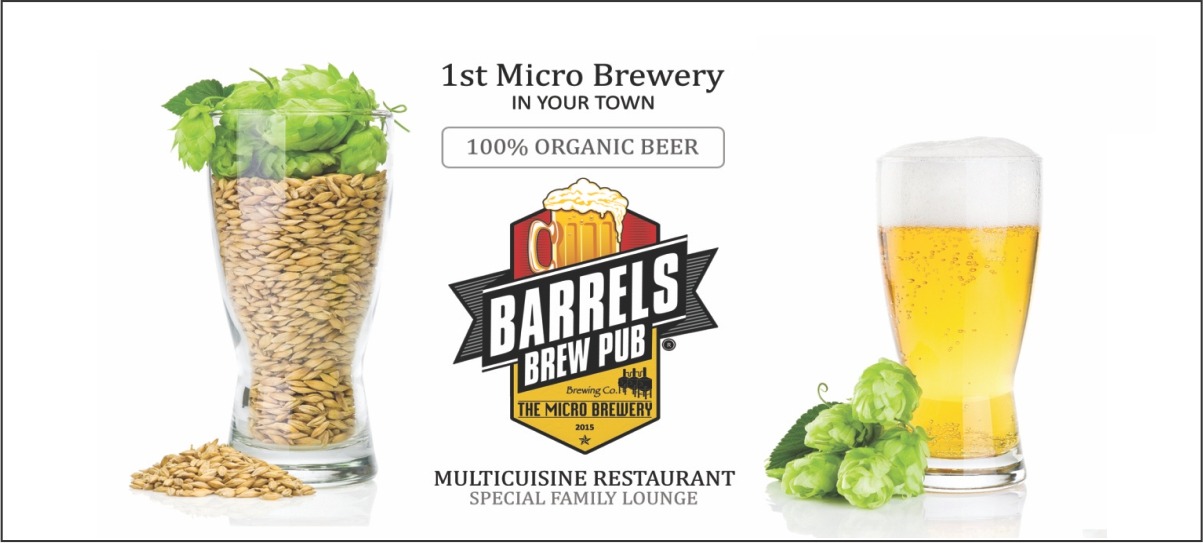 1st Micro Brewery
IN YOUR TOWN
100% ORGANIC BEER
BARRELS
BREW PUB
Brewing Co.
THE MICRO BREWERY
2015
MULTICUISINE RESTAURANT
SPECIAL FAMILY LOUNGE